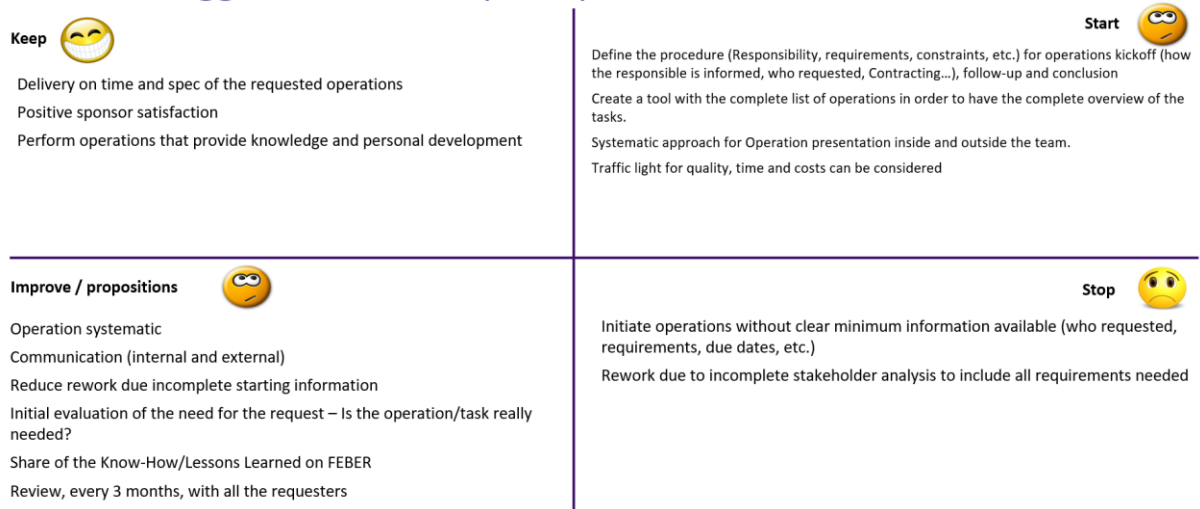 Keep
Delivery on time and spec of the requested operations
Positive sponsor satisfaction
Perform operations that provide knowledge and personal development
Start
Define the procedure (Responsibility, requirements, constraints, etc.) for operations kickoff (how
the responsible is informed, who requested, Contracting…), follow-up and conclusion
Create a tool with the complete list of operations in order to have the complete overview of the
tasks.
Systematic approach for Operation presentation inside and outside the team.
Traffic light for quality, time and costs can be considered
Improve / propositions
Operation systematic
Communication (internal and external)
Reduce rework due incomplete starting information
Initial evaluation of the need for the request – Is the operation/task really
needed?
Share of the Know-How/Lessons Learned on FEBER
Review, every 3 months, with all the requesters
Stop
Initiate operations without clear minimum information available (who requested,
requirements, due dates, etc.)
Rework due to incomplete stakeholder analysis to include all requirements needed